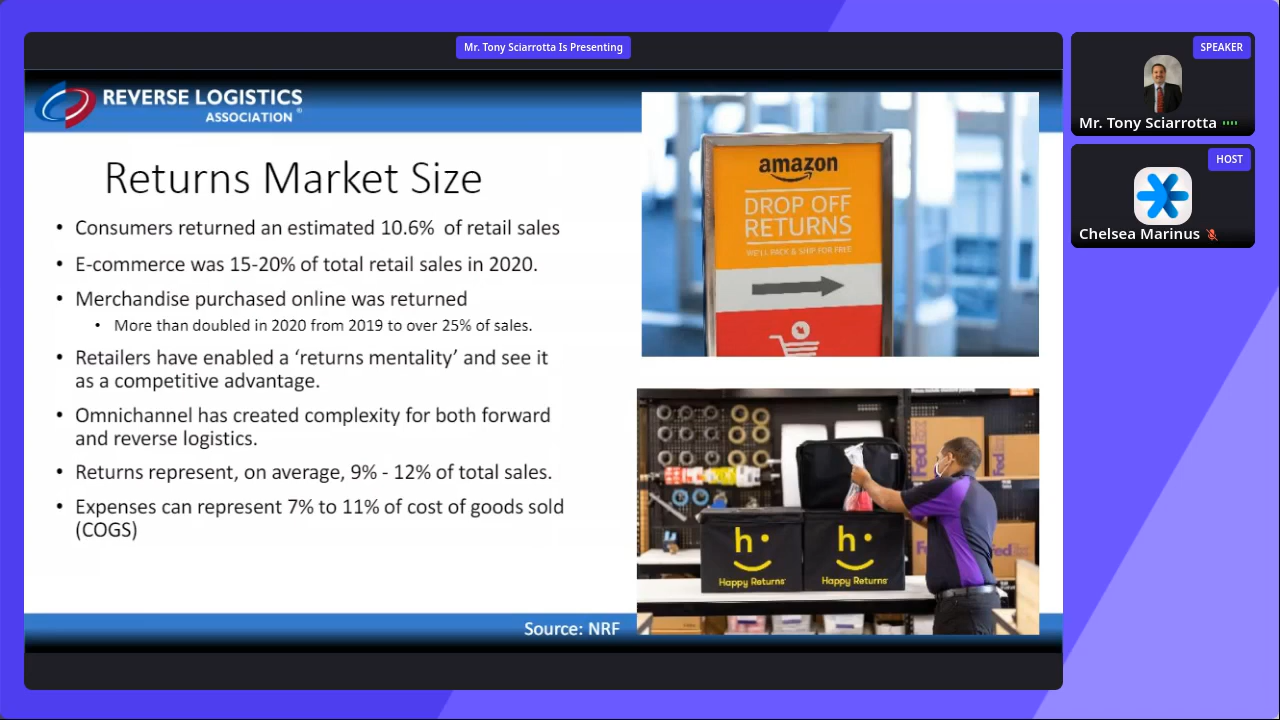 Mr. Tony Sciarrotta Is Presenting
REVERSE LOGISTICS
ASSOCIATION
®
Returns Market Size
• Consumers returned an estimated 10.6% of retail sales
• E-commerce was 15-20% of total retail sales in 2020.
• Merchandise purchased online was returned
• More than doubled in 2020 from 2019 to over 25% of sales.
• Retailers have enabled a ‘returns mentality’ and see it
as a competitive advantage.
• Omnichannel has created complexity for both forward
and reverse logistics.
• Returns represent, on average, 9% - 12% of total sales.
• Expenses can represent 7% to 11% of cost of goods sold
(COGS)
Source: NRF
amazon
DROP OFF
RETURNS
WE'LL PACK & SHIP FOR FREE
FedEx
FedEx
h
h
Happy Returns
Happy Returns
SPEAKER
Mr. Tony Sciarrotta
HOST
Chelsea Marinus